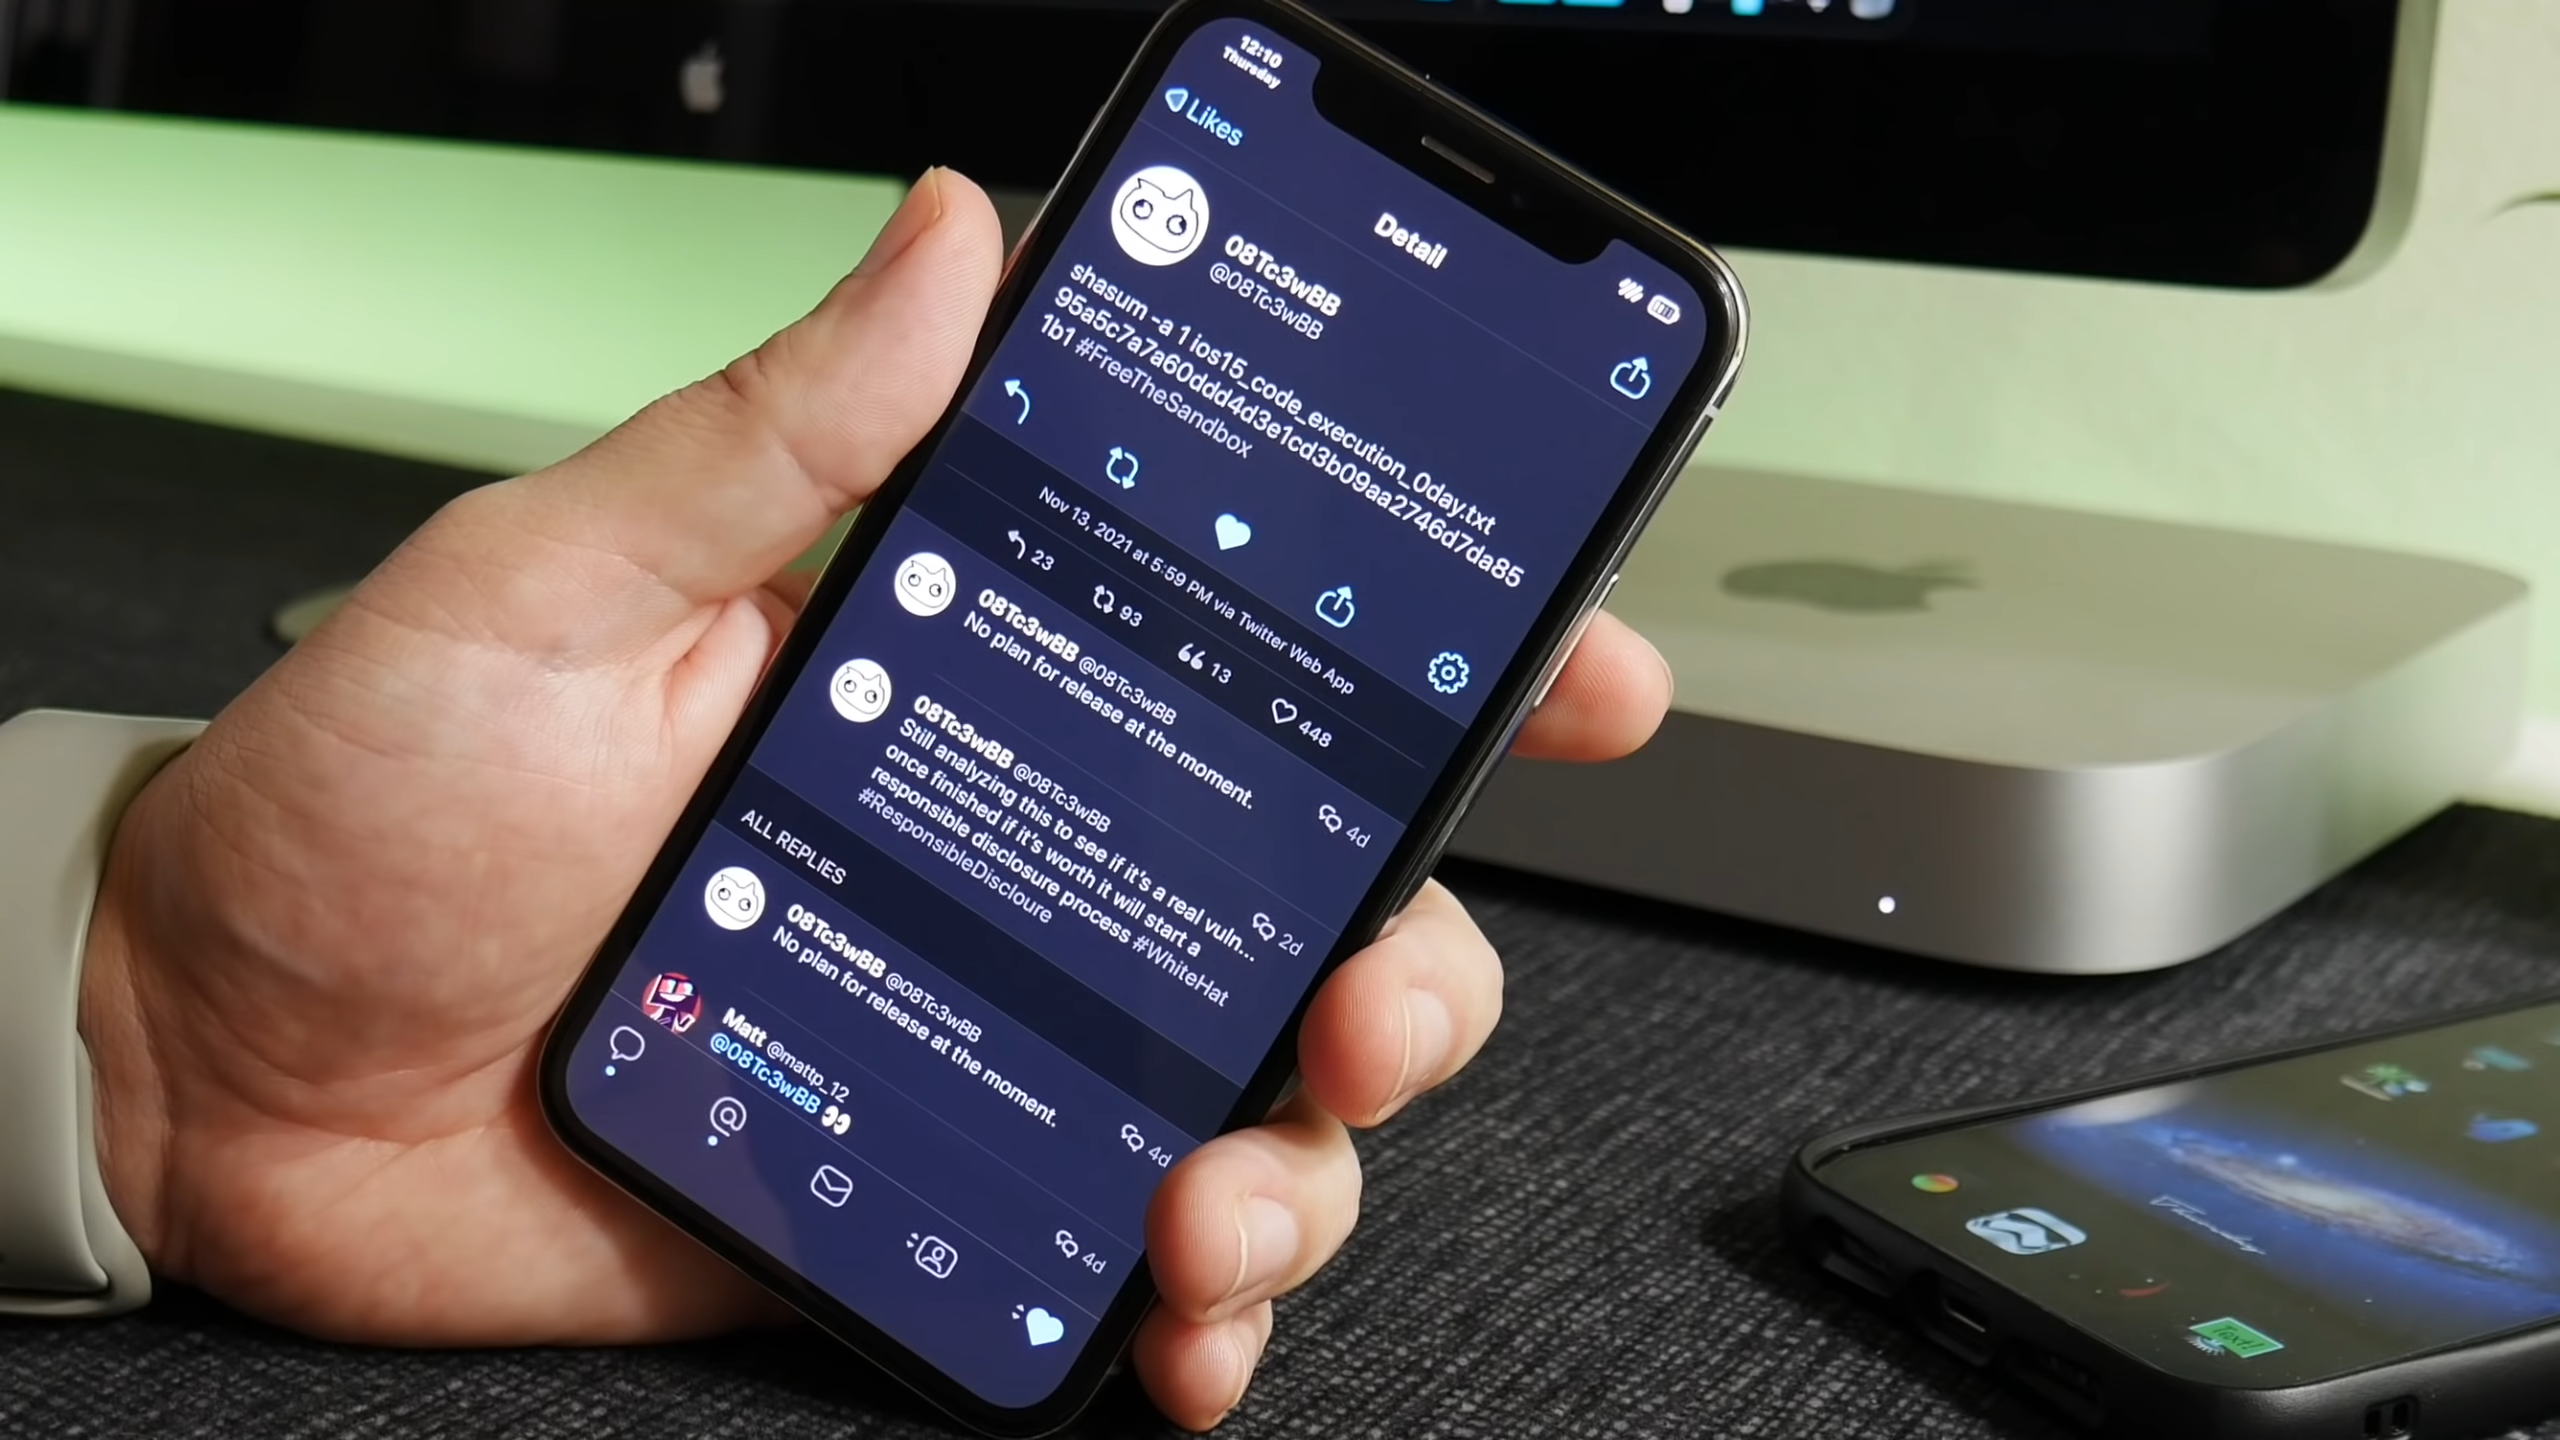 12:10
Thursday
Likes
Detail
08Tc3wBB
@08Tc3wBB
shasum -a 1 ios15_code_execution_0day.txt
95a5c7a7a60ddd4d3e1cd3b09aa2746d7da85
1b1 #FreeTheSandbox
Nov 13, 2021 at 5:59 PM via Twitter Web App
23 93 13 448
08Tc3wBB @08Tc3wBB
No plan for release at the moment.
4d
08Tc3wBB @08Tc3wBB
Still analyzing this to see if it's a real vuln...
once finished if it's worth it will start a
responsible disclosure process #WhiteHat
#ResponsibleDiscloure
2d
ALL REPLIES
08Tc3wBB @08Tc3wBB
No plan for release at the moment.
4d
Matt @mattp_12
@08Tc3wBB 👀
4d
Thursday
Text!